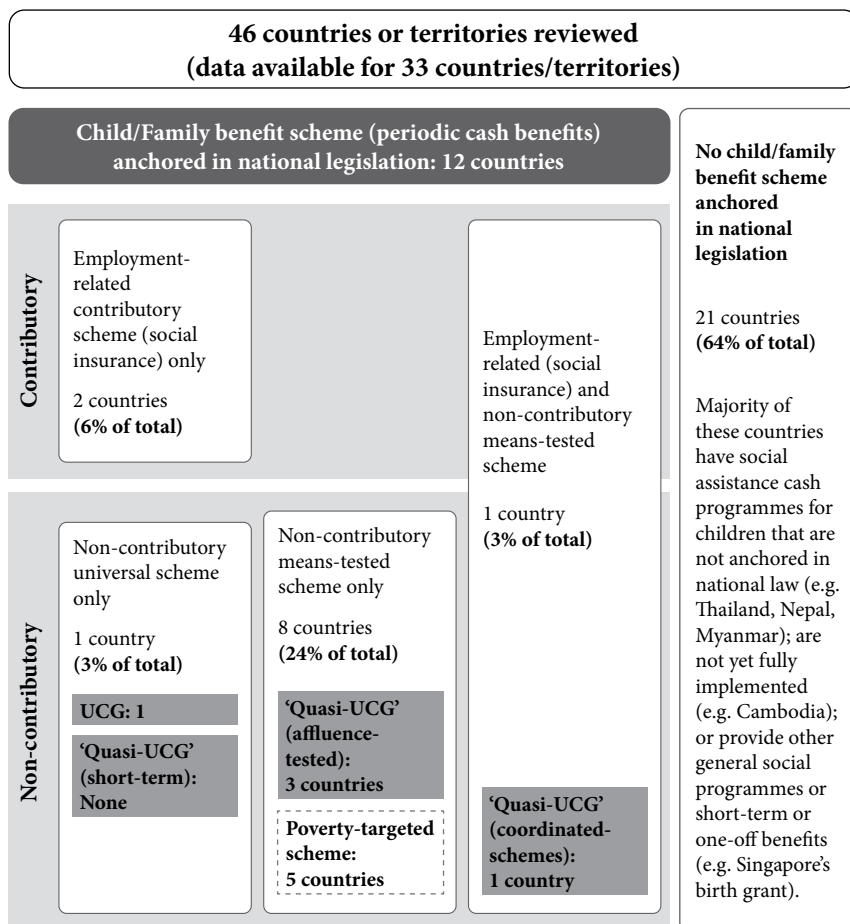 46 countries or territories reviewed
(data available for 33 countries/territories)
Child/Family benefit scheme (periodic cash benefits)
anchored in national legislation: 12 countries
Contributory
Employment-
related
contributory
scheme (social
insurance) only
2 countries
(6% of total)
Employment-
related (social
insurance) and
non-contributory
means-tested
scheme
1 country
(3% of total)
'Quasi-UCG'
(coordinated-
schemes):
1 country
Non-contributory
Non-contributory
universal scheme
only
1 country
(3% of total)
UCG: 1
'Quasi-UCG'
(short-term):
None
Non-contributory
means-tested
scheme only
8 countries
(24% of total)
'Quasi-UCG'
(affluence-
tested):
3 countries
Poverty-targeted
scheme:
5 countries
No child/family
benefit scheme
anchored
in national
legislation
21 countries
(64% of total)
Majority of
these countries
have social
assistance cash
programmes for
children that are
not anchored in
national law (e.g.
Thailand, Nepal,
Myanmar); are
not yet fully
implemented
(e.g. Cambodia);
or provide other
general social
programmes or
short-term or
one-off benefits
(e.g. Singapore's
birth grant).